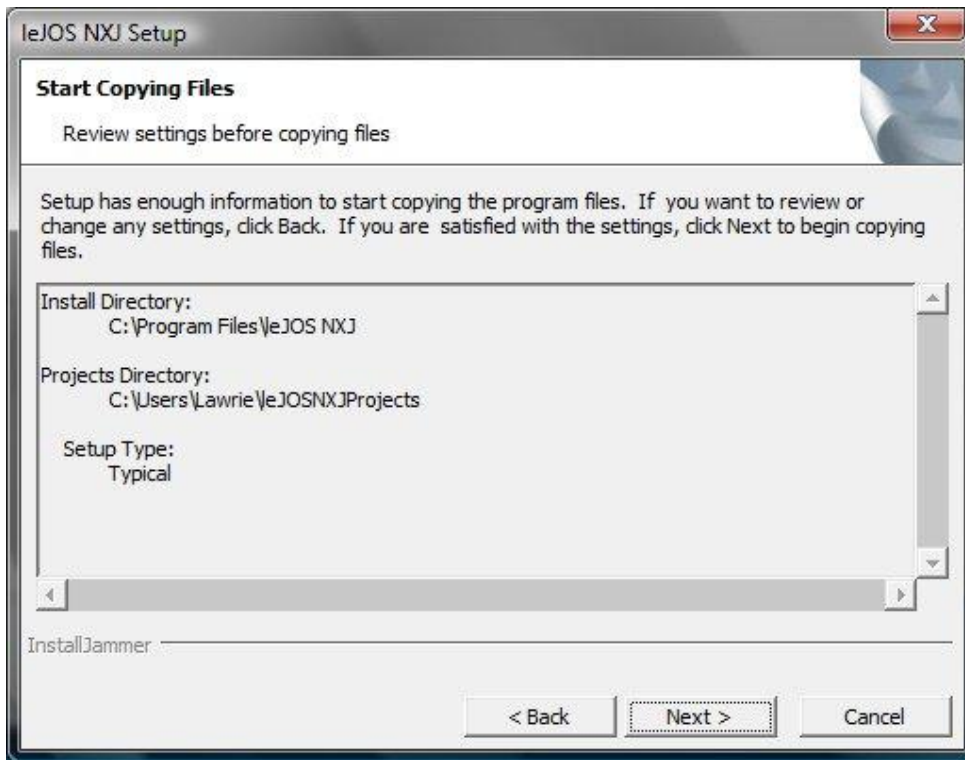 leJOS NXJ Setup
Start Copying Files
Review settings before copying files
Setup has enough information to start copying the program files. If you want to review or
change any settings, click Back. If you are satisfied with the settings, click Next to begin copying
files.
Install Directory:
C:\Program Files\leJOS NXJ
Projects Directory:
C:\Users\Lawrie\leJOSNXJProjects
Setup Type:
Typical
InstallJammer
< Back Next > Cancel